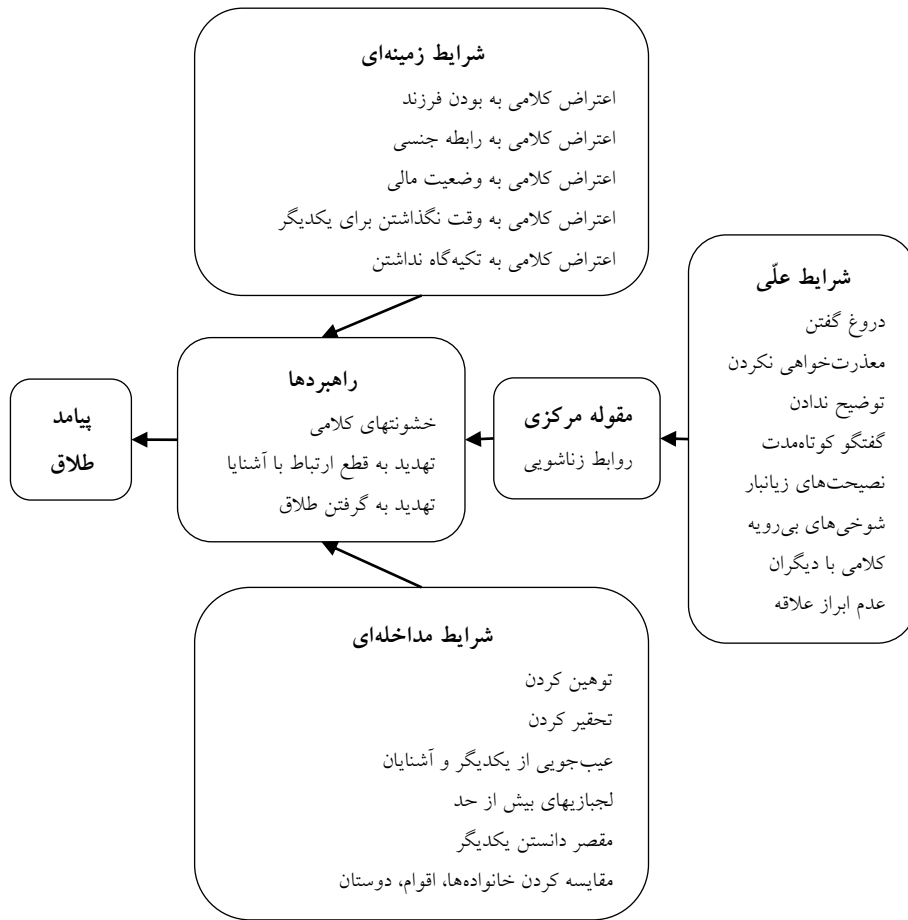 شرایط زمینه‌ای
اعتراض کلامی به بودن فرزند
اعتراض کلامی به رابطه جنسی
اعتراض کلامی به وضعیت مالی
اعتراض کلامی به وقت نگذاشتن برای یکدیگر
اعتراض کلامی به تکیه‌گاه نداشتن
شرایط علّی
دروغ گفتن
معذرت‌خواهی نکردن
توضیح ندادن
گفتگو کوتاه‌مدت
نصیحت‌های زیانبار
شوخی‌های بی‌رویه
کلامی با دیگران
عدم ابراز علاقه
مقوله مرکزی
روابط زناشویی
راهبردها
خشونتهای کلامی
تهدید به قطع ارتباط با آشنایا
تهدید به گرفتن طلاق
پیامد
طلاق
شرایط مداخله‌ای
توهین کردن
تحقیر کردن
عیب‌جویی از یکدیگر و آشنایان
لجبازیهای بیش از حد
مقصر دانستن یکدیگر
مقایسه کردن خانواده‌ها، اقوام، دوستان